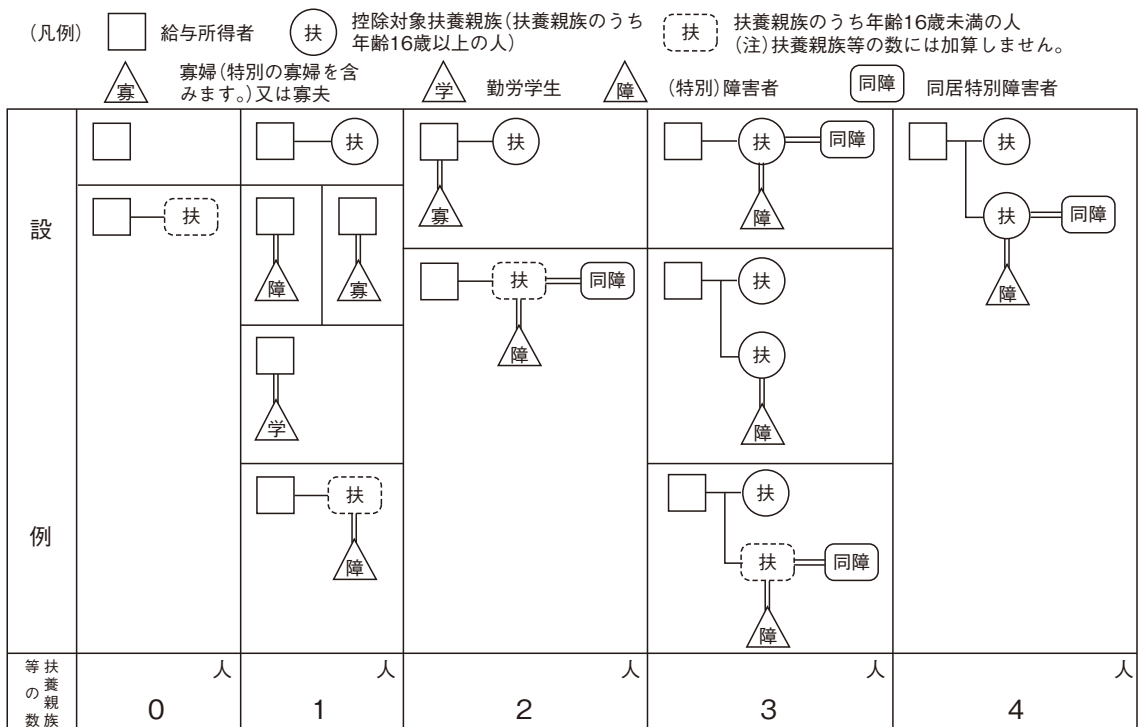 (凡例) 給与所得者 扶 控除対象扶養親族(扶養親族のうち
年齢16歳以上の人) 扶 扶養親族のうち年齢16歳未満の人
(注)扶養親族等の数には加算しません。
寡 寡婦(特別の寡婦を含
みます。)又は寡夫 学 勤労学生 障 (特別)障害者 同障 同居特別障害者
設例
扶
扶
障
寡
学
扶
障
扶
寡
扶 同障
障
扶 同障
障
扶
扶
障
扶
扶 同障
障
扶
扶 同障
障
扶養親族等の数
人 人 人 人 人
0 1 2 3 4